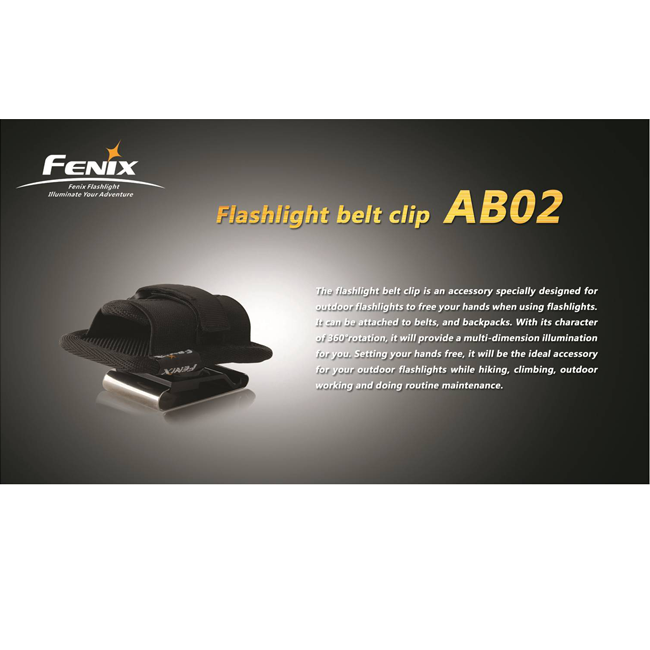 FENIX
Fenix Flashlight
Illuminate Your Adventure
Flashlight belt clip AB02
The flashlight belt clip is an accessory specially designed for
outdoor flashlights to free your hands when using flashlights.
It can be attached to belts, and backpacks. With its character
of 360°rotation, it will provide a multi-dimension illumination
for you. Setting your hands free, it will be the ideal accessory
for your outdoor flashlights while hiking, climbing, outdoor
working and doing routine maintenance.
FENIX
FENIX